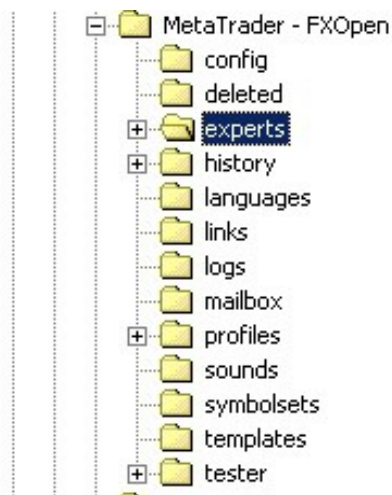 MetaTrader - FXOpen
config
deleted
experts
history
languages
links
logs
mailbox
profiles
sounds
symbolsets
templates
tester